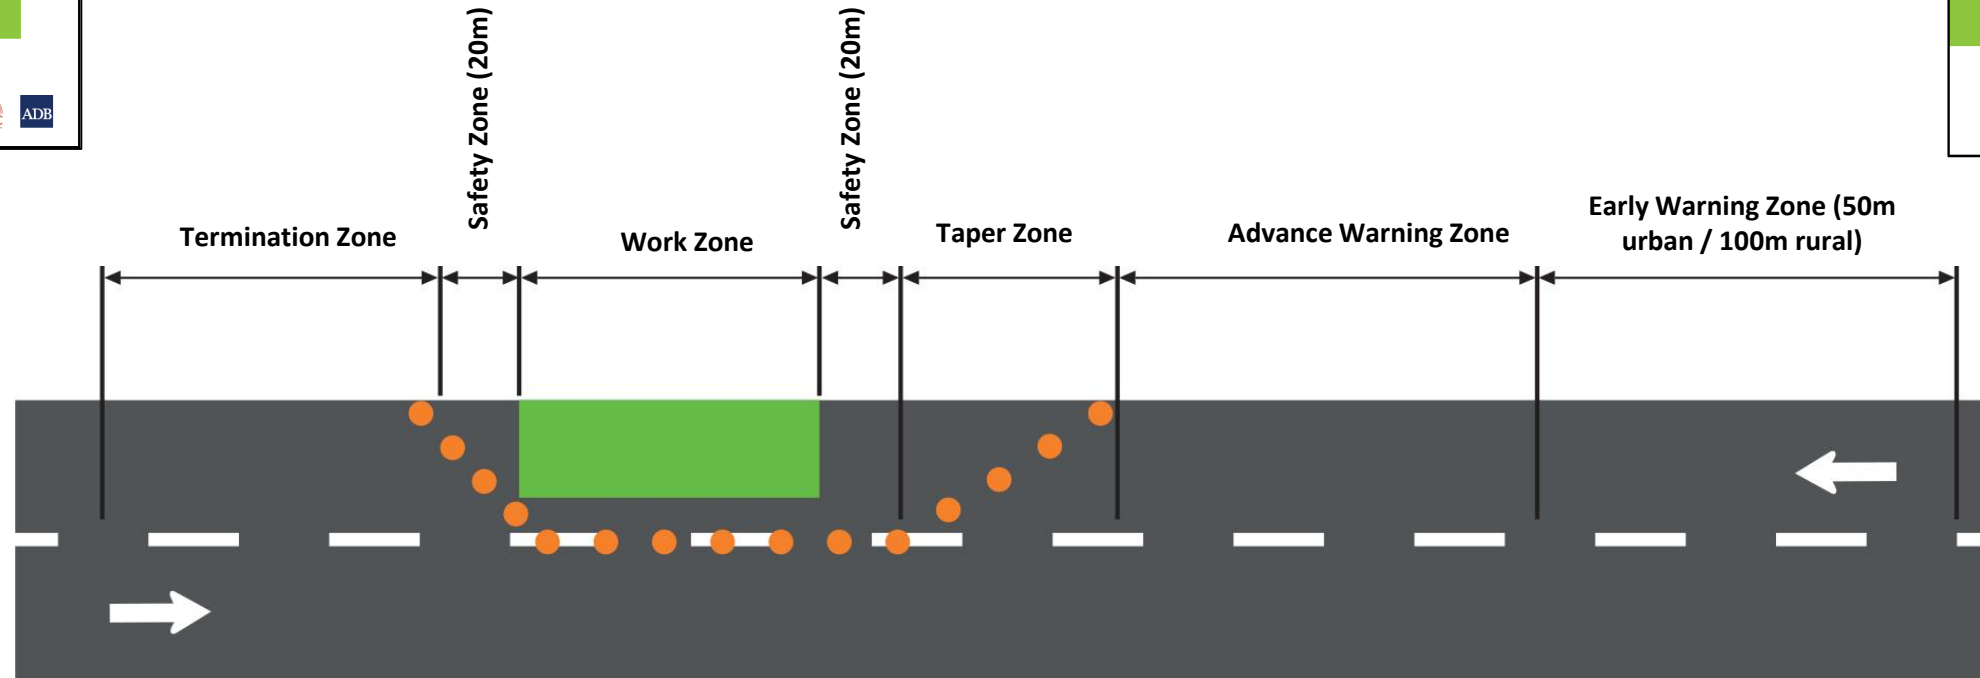 ADB
Safety Zone (20m)
Safety Zone (20m)
Termination Zone
Work Zone
Taper Zone
Advance Warning Zone
Early Warning Zone (50m
urban / 100m rural)